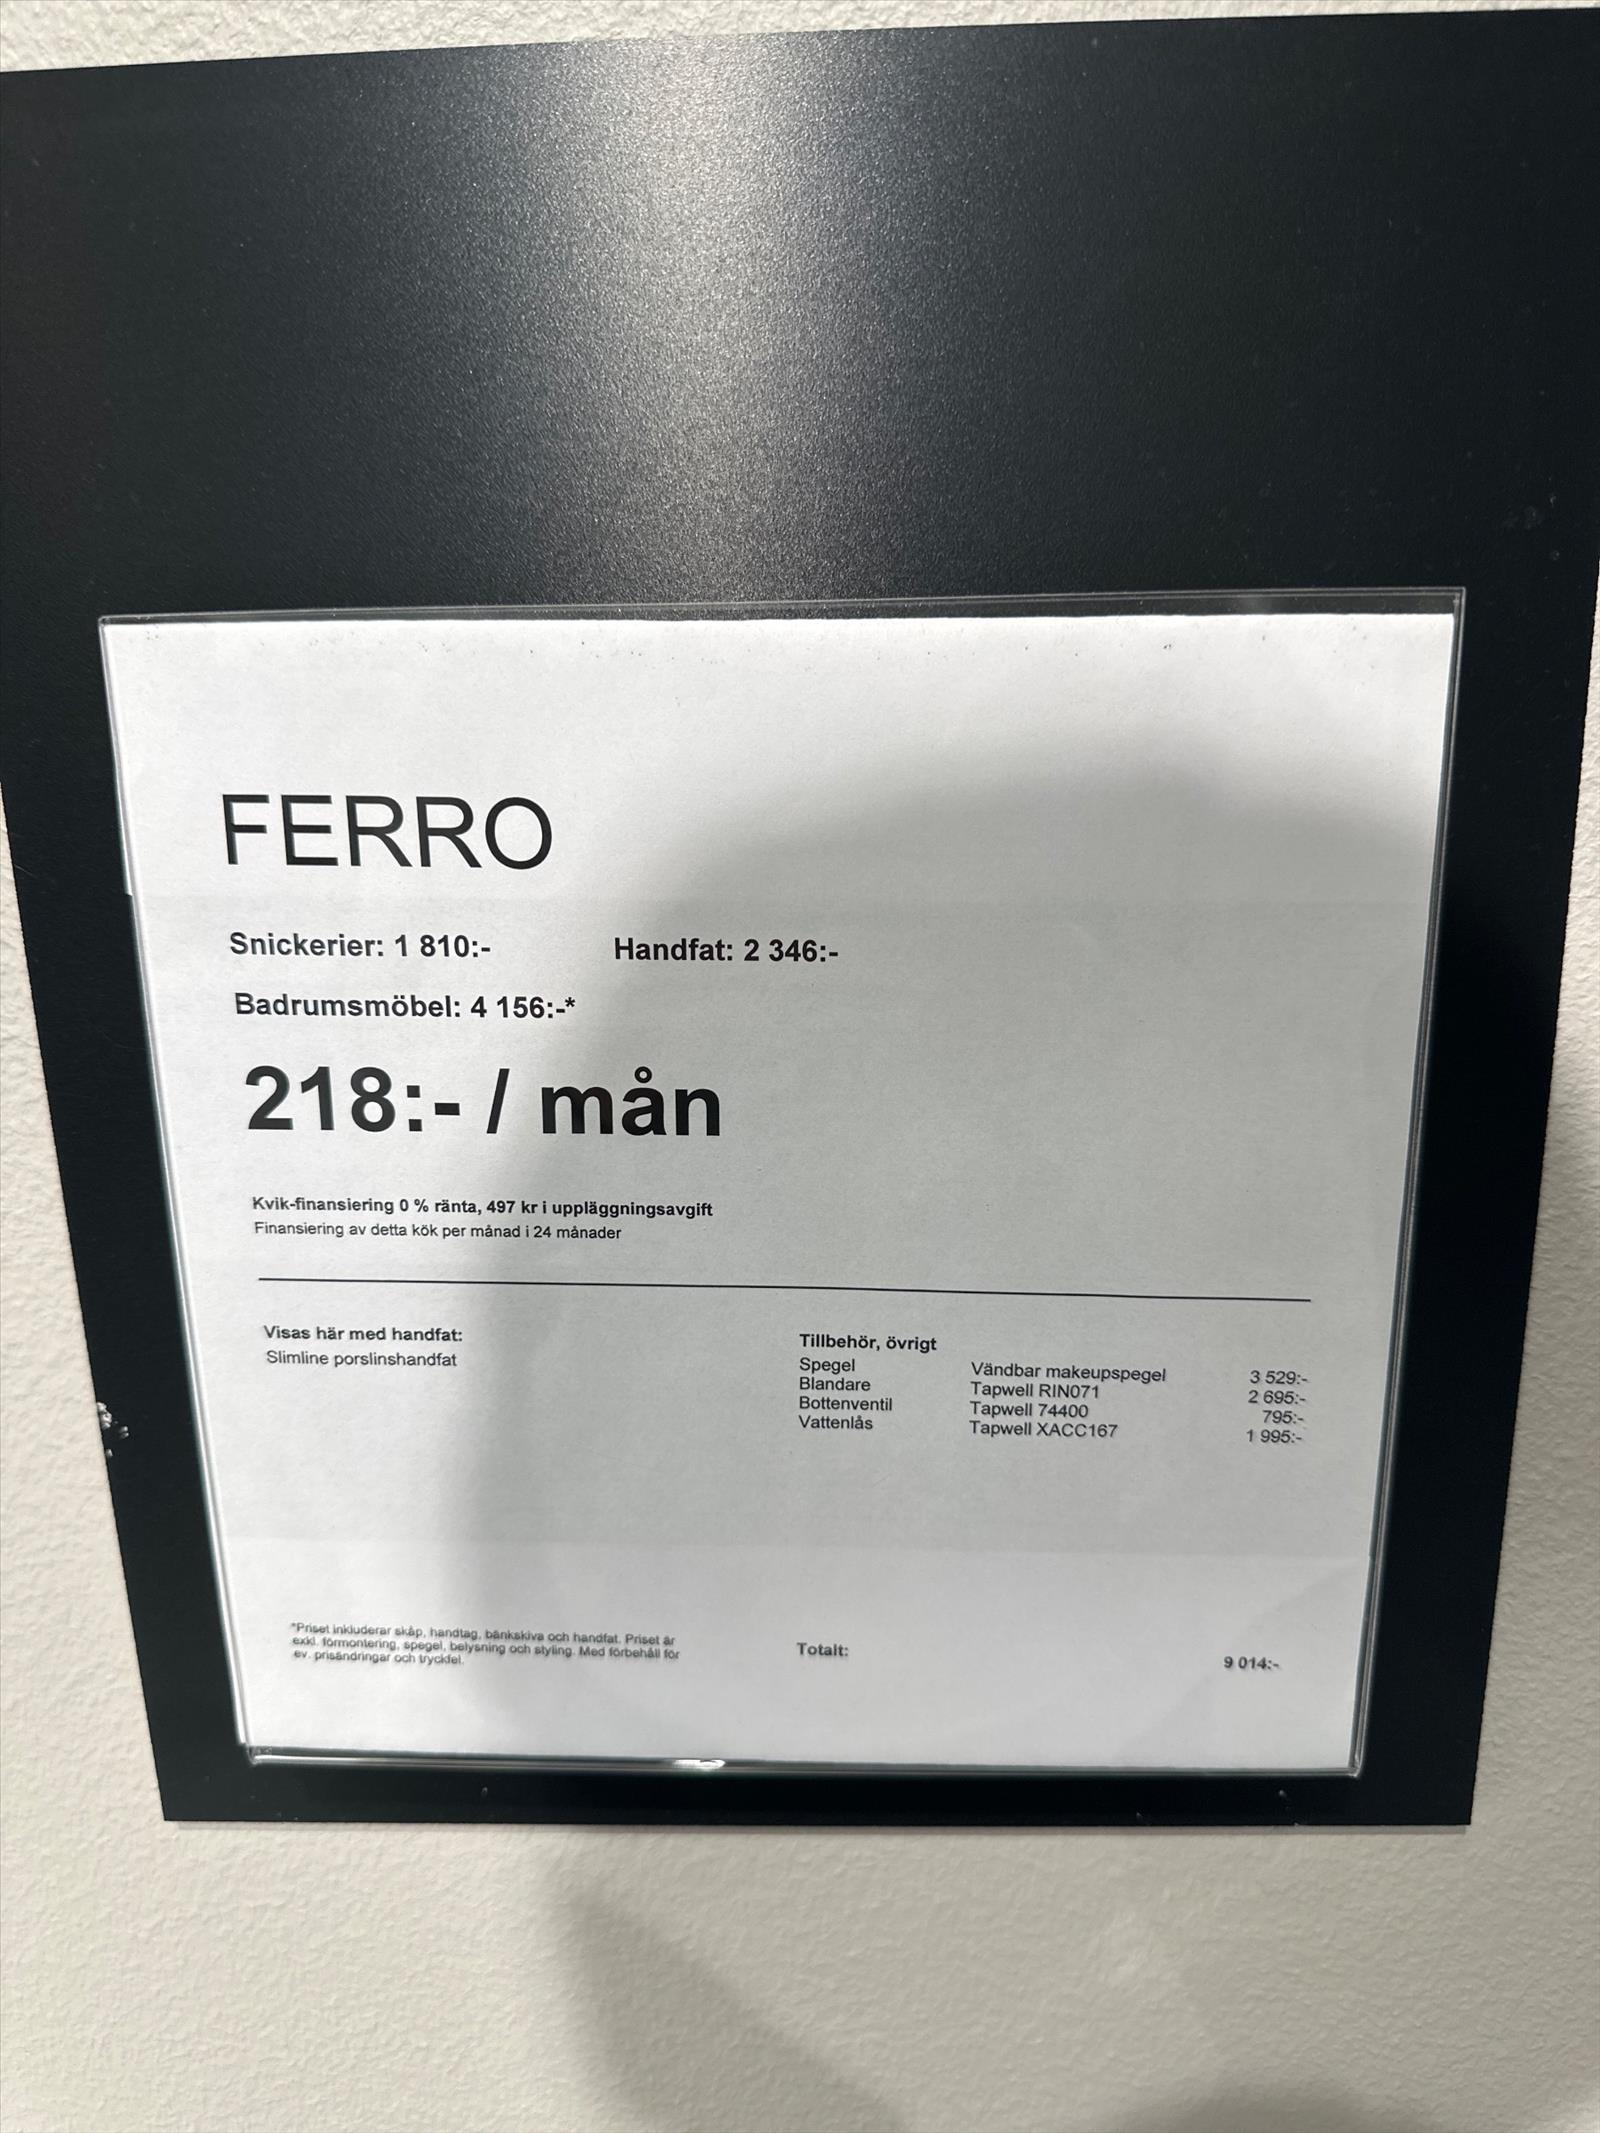 FERRO
Snickerier: 1 810:- Handfat: 2 346:-
Badrumsmöbel: 4 156:-*
218:- / mån
Kvik-finansiering 0 % ränta, 497 kr i uppläggningsavgift
Finansiering av detta kök per månad i 24 månader
Visas här med handfat:
Slimline porslinshandfat
Tillbehör, övrigt
Spegel Vändbar makeupspegel 3 529:-
Blandare Tapwell RIN071 2 695:-
Bottenventil Tapwell 74400 795:-
Vattenlås Tapwell XACC167 1 995:-
*Priset inkluderar skåp, handtag, bänkskiva och handfat. Priset är
exkl. förmontering, spegel, belysning och styling. Med förbehåll för
ev. prisändringar och tryckfel.
Totalt: 9 014:-